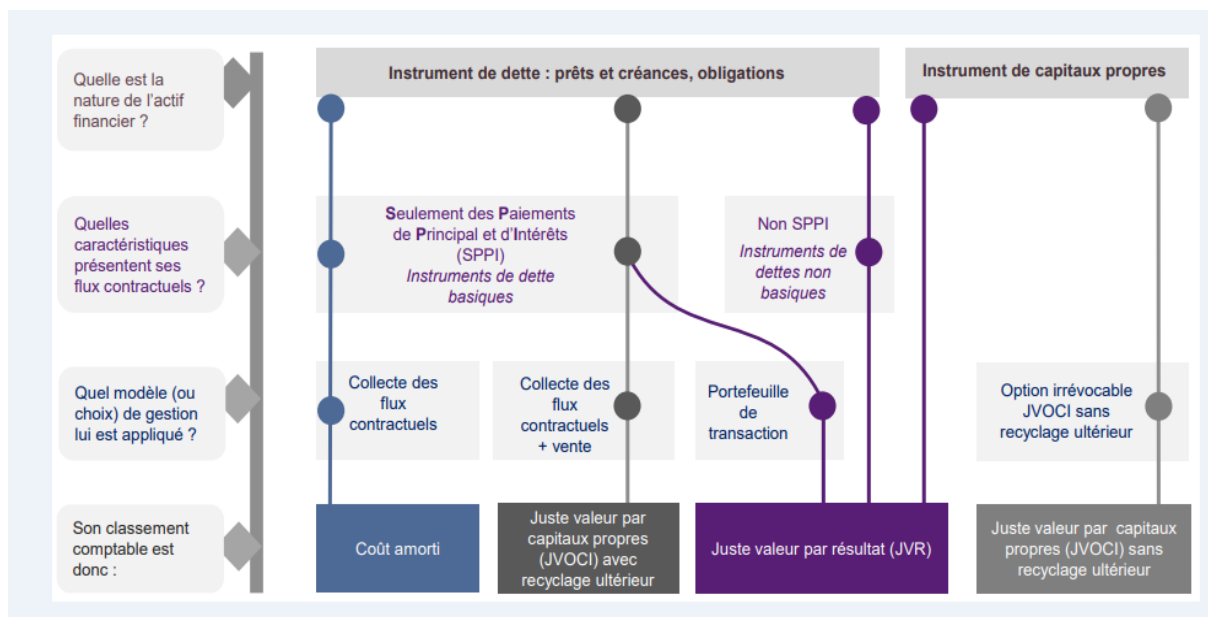 Quelle est la
nature de l'actif
financier ?
Instrument de dette : prêts et créances, obligations
Instrument de capitaux propres
Quelles
caractéristiques
présentent ses
flux contractuels ?
Seulement des Paiements
de Principal et d'Intérêts
(SPPI)
Instruments de dette
basiques
Non SPPI
Instruments de
dettes non
basiques
Quel modèle (ou
choix) de gestion
lui est appliqué ?
Collecte des
flux
contractuels
Collecte des
flux
contractuels
+ vente
Portefeuille
de
transaction
Option irrévocable
JVOCI sans
recyclage ultérieur
Son classement
comptable est
donc :
Coût amorti
Juste valeur par
capitaux propres
(JVOCI) avec
recyclage ultérieur
Juste valeur par résultat (JVR)
Juste valeur par capitaux
propres (JVOCI) sans
recyclage ultérieur